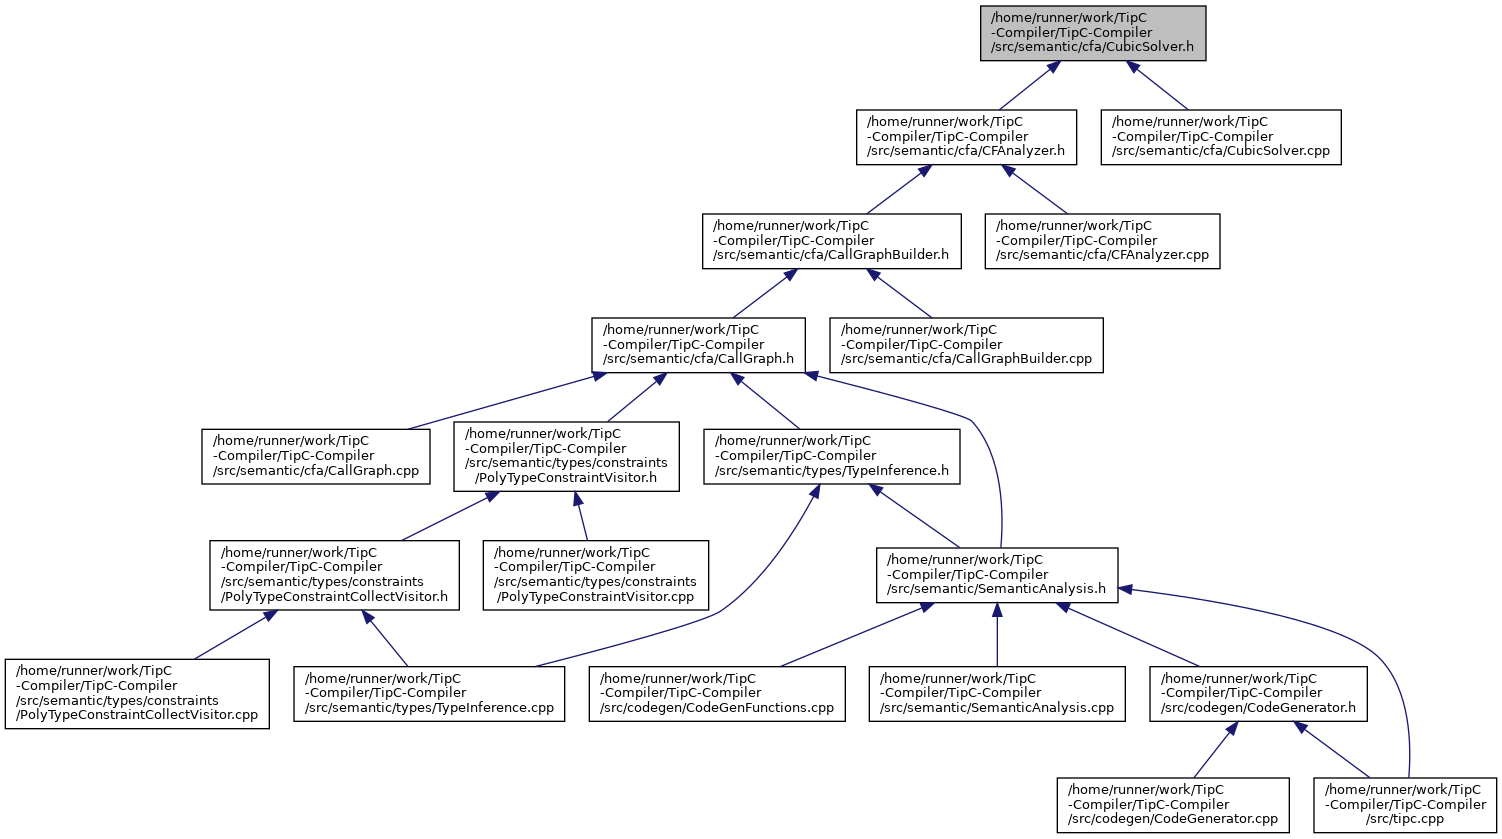 /home/runner/work/TipC
-Compiler/TipC-Compiler
/src/semantic/cfa/CubicSolver.h
/home/runner/work/TipC
-Compiler/TipC-Compiler
/src/semantic/cfa/CFAnalyzer.h
/home/runner/work/TipC
-Compiler/TipC-Compiler
/src/semantic/cfa/CubicSolver.cpp
/home/runner/work/TipC
-Compiler/TipC-Compiler
/src/semantic/cfa/CallGraphBuilder.h
/home/runner/work/TipC
-Compiler/TipC-Compiler
/src/semantic/cfa/CFAnalyzer.cpp
/home/runner/work/TipC
-Compiler/TipC-Compiler
/src/semantic/cfa/CallGraph.h
/home/runner/work/TipC
-Compiler/TipC-Compiler
/src/semantic/cfa/CallGraphBuilder.cpp
/home/runner/work/TipC
-Compiler/TipC-Compiler
/src/semantic/cfa/CallGraph.cpp
/home/runner/work/TipC
-Compiler/TipC-Compiler
/src/semantic/types/constraints
/PolyTypeConstraintVisitor.h
/home/runner/work/TipC
-Compiler/TipC-Compiler
/src/semantic/types/TypeInference.h
/home/runner/work/TipC
-Compiler/TipC-Compiler
/src/semantic/types/constraints
/PolyTypeConstraintCollectVisitor.h
/home/runner/work/TipC
-Compiler/TipC-Compiler
/src/semantic/types/constraints
/PolyTypeConstraintVisitor.cpp
/home/runner/work/TipC
-Compiler/TipC-Compiler
/src/semantic/SemanticAnalysis.h
/home/runner/work/TipC
-Compiler/TipC-Compiler
/src/semantic/types/constraints
/PolyTypeConstraintCollectVisitor.cpp
/home/runner/work/TipC
-Compiler/TipC-Compiler
/src/semantic/types/TypeInference.cpp
/home/runner/work/TipC
-Compiler/TipC-Compiler
/src/codegen/CodeGenFunctions.cpp
/home/runner/work/TipC
-Compiler/TipC-Compiler
/src/semantic/SemanticAnalysis.cpp
/home/runner/work/TipC
-Compiler/TipC-Compiler
/src/codegen/CodeGenerator.h
/home/runner/work/TipC
-Compiler/TipC-Compiler
/src/codegen/CodeGenerator.cpp
/home/runner/work/TipC
-Compiler/TipC-Compiler
/src/tipc.cpp